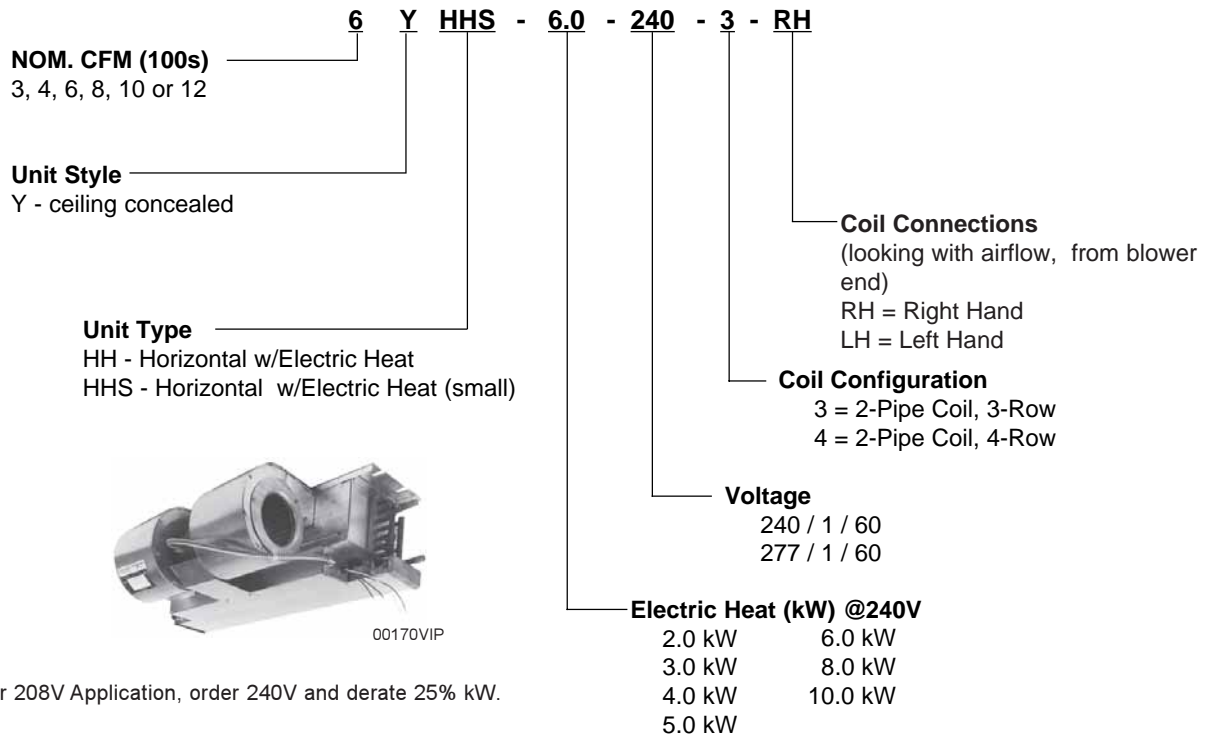 6 Y HHS - 6.0 - 240 - 3 - RH
NOM. CFM (100s)
3, 4, 6, 8, 10 or 12
Unit Style
Y - ceiling concealed
Unit Type
HH - Horizontal w/Electric Heat
HHS - Horizontal w/Electric Heat (small)
Coil Connections
(looking with airflow, from blower
end)
RH = Right Hand
LH = Left Hand
Coil Configuration
3 = 2-Pipe Coil, 3-Row
4 = 2-Pipe Coil, 4-Row
Voltage
240 / 1 / 60
277 / 1 / 60
Electric Heat (kW) @240V
2.0 kW 6.0 kW
3.0 kW 8.0 kW
4.0 kW 10.0 kW
5.0 kW
00170VIP
r 208V Application, order 240V and derate 25% kW.